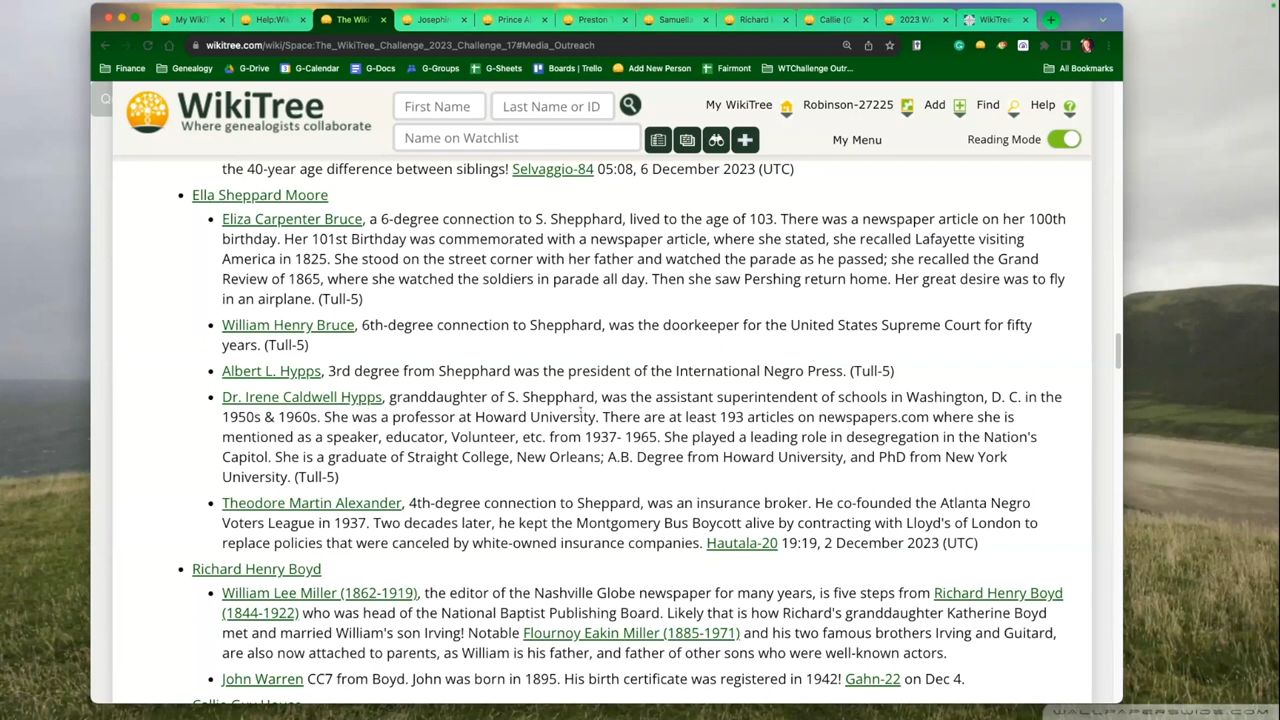 My WikiT
Help:Wiki
The WikiT
Josephin
Prince A
Preston
Samuella
Richard
Callie (G
2023 Wi
WikiTree
wikitree.com/wiki/Space:The_WikiTree_Challenge_2023_Challenge_17#Media_Outreach
Finance
Genealogy
G-Drive
G-Calendar
G-Docs
G-Groups
G-Sheets
Boards | Trello
Add New Person
Fairmont
WTChallenge Outr...
All Bookmarks
WikiTree
Where genealogists collaborate
First Name
Last Name or ID
My WikiTree
Robinson-27225
Add
Find
Help
Name on Watchlist
My Menu
Reading Mode
the 40-year age difference between siblings! Selvaggio-84 05:08, 6 December 2023 (UTC)
• Ella Sheppard Moore
• Eliza Carpenter Bruce, a 6-degree connection to S. Shepphard, lived to the age of 103. There was a newspaper article on her 100th
birthday. Her 101st Birthday was commemorated with a newspaper article, where she stated, she recalled Lafayette visiting
America in 1825. She stood on the street corner with her father and watched the parade as he passed; she recalled the Grand
Review of 1865, where she watched the soldiers in parade all day. Then she saw Pershing return home. Her great desire was to fly
in an airplane. (Tull-5)
• William Henry Bruce, 6th-degree connection to Shepphard, was the doorkeeper for the United States Supreme Court for fifty
years. (Tull-5)
• Albert L. Hypps, 3rd degree from Shepphard was the president of the International Negro Press. (Tull-5)
• Dr. Irene Caldwell Hypps, granddaughter of S. Shepphard, was the assistant superintendent of schools in Washington, D. C. in the
1950s & 1960s. She was a professor at Howard University. There are at least 193 articles on newspapers.com where she is
mentioned as a speaker, educator, Volunteer, etc. from 1937- 1965. She played a leading role in desegregation in the Nation's
Capitol. She is a graduate of Straight College, New Orleans; A.B. Degree from Howard University, and PhD from New York
University. (Tull-5)
• Theodore Martin Alexander, 4th-degree connection to Sheppard, was an insurance broker. He co-founded the Atlanta Negro
Voters League in 1937. Two decades later, he kept the Montgomery Bus Boycott alive by contracting with Lloyd's of London to
replace policies that were canceled by white-owned insurance companies. Hautala-20 19:19, 2 December 2023 (UTC)
• Richard Henry Boyd
• William Lee Miller (1862-1919), the editor of the Nashville Globe newspaper for many years, is five steps from Richard Henry Boyd
(1844-1922) who was head of the National Baptist Publishing Board. Likely that is how Richard's granddaughter Katherine Boyd
met and married William's son Irving! Notable Flournoy Eakin Miller (1885-1971) and his two famous brothers Irving and Guitard,
are also now attached to parents, as William is his father, and father of other sons who were well-known actors.
• John Warren CC7 from Boyd. John was born in 1895. His birth certificate was registered in 1942! Gahn-22 on Dec 4.
Callie Guy House
WALLPAPERSWIDE.COM